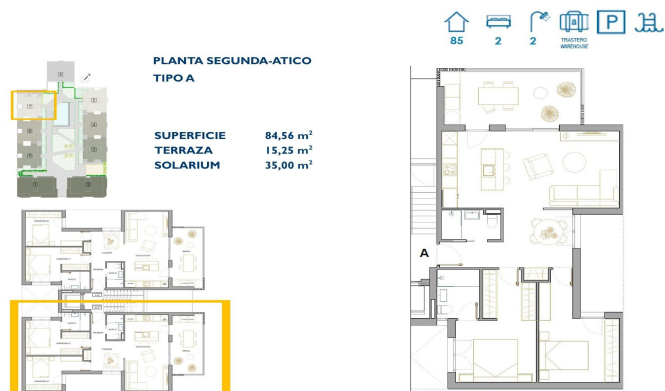 85
2
2
TRASTERO
WAREHOUSE
P
PLANTA SEGUNDA-ATICO
TIPO A
SUPERFICIE 84,56 m²
TERRAZA 15,25 m²
SOLARIUM 35,00 m²
A